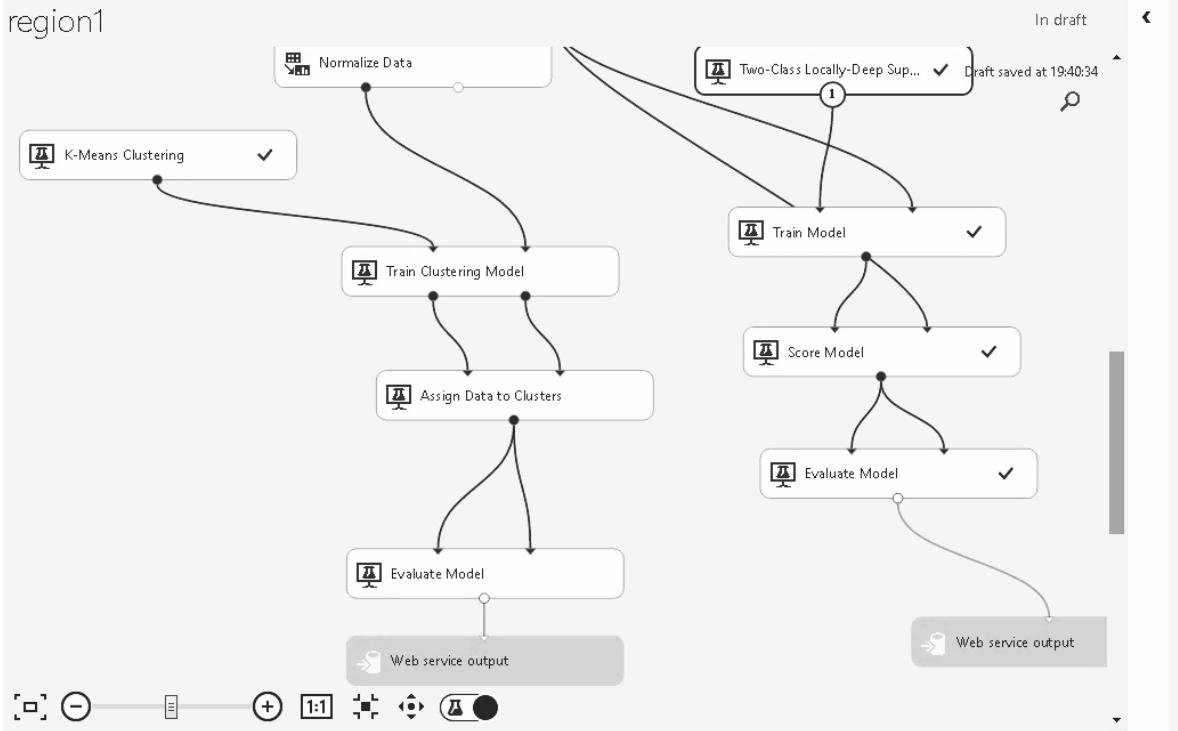 region1
In draft
Normalize Data
Two-Class Locally-Deep Sup...
Draft saved at 19:40:34
1
K-Means Clustering
Train Model
Train Clustering Model
Score Model
Assign Data to Clusters
Evaluate Model
Evaluate Model
Web service output
Web service output
1:1